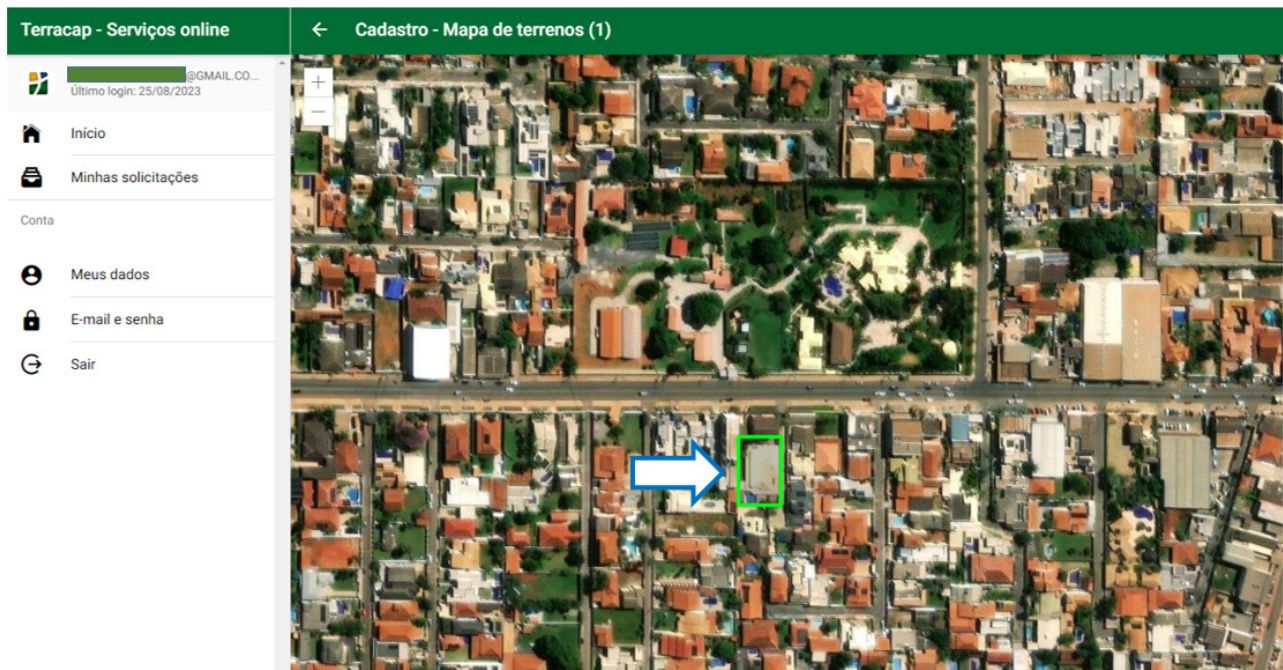 Terracap - Serviços online
← Cadastro - Mapa de terrenos (1)
@GMAIL.CO...
Último login: 25/08/2023
Início
Minhas solicitações
Conta
Meus dados
E-mail e senha
Sair
+
−